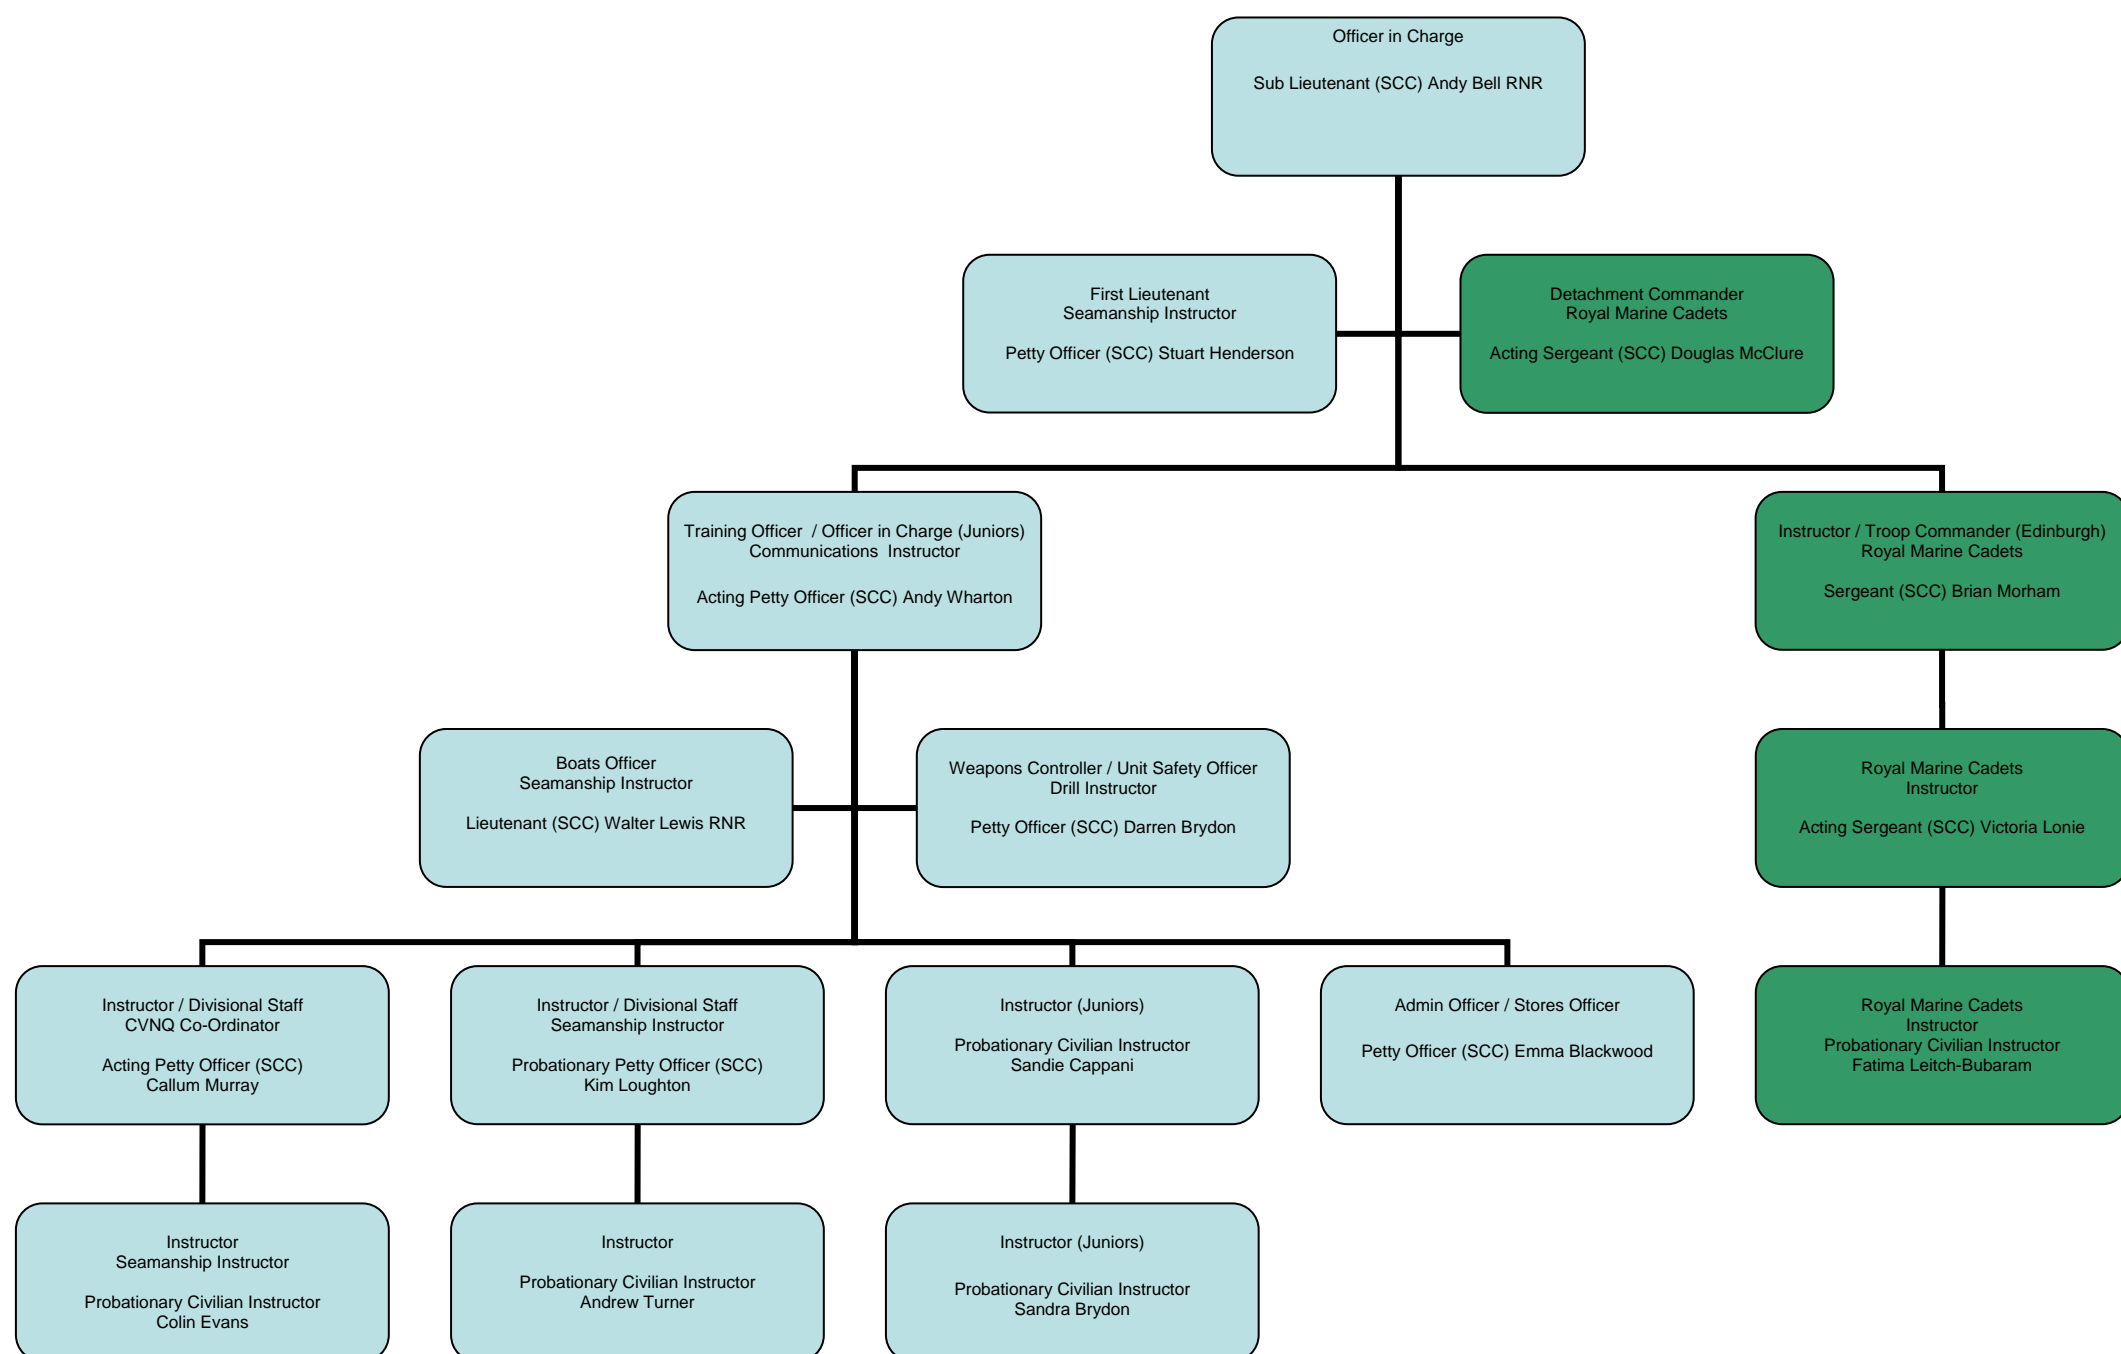 Officer in Charge
Sub Lieutenant (SCC) Andy Bell RNR
First Lieutenant
Seamanship Instructor
Petty Officer (SCC) Stuart Henderson
Detachment Commander
Royal Marine Cadets
Acting Sergeant (SCC) Douglas McClure
Training Officer / Officer in Charge (Juniors)
Communications Instructor
Acting Petty Officer (SCC) Andy Wharton
Instructor / Troop Commander (Edinburgh)
Royal Marine Cadets
Sergeant (SCC) Brian Morham
Boats Officer
Seamanship Instructor
Lieutenant (SCC) Walter Lewis RNR
Weapons Controller / Unit Safety Officer
Drill Instructor
Petty Officer (SCC) Darren Brydon
Royal Marine Cadets
Instructor
Acting Sergeant (SCC) Victoria Lonie
Instructor / Divisional Staff
CVNQ Co-Ordinator
Acting Petty Officer (SCC)
Callum Murray
Instructor / Divisional Staff
Seamanship Instructor
Probationary Petty Officer (SCC)
Kim Loughton
Instructor (Juniors)
Probationary Civilian Instructor
Sandie Cappani
Admin Officer / Stores Officer
Petty Officer (SCC) Emma Blackwood
Royal Marine Cadets
Instructor
Probationary Civilian Instructor
Fatima Leitch-Bubaram
Instructor
Seamanship Instructor
Probationary Civilian Instructor
Colin Evans
Instructor
Probationary Civilian Instructor
Andrew Turner
Instructor (Juniors)
Probationary Civilian Instructor
Sandra Brydon